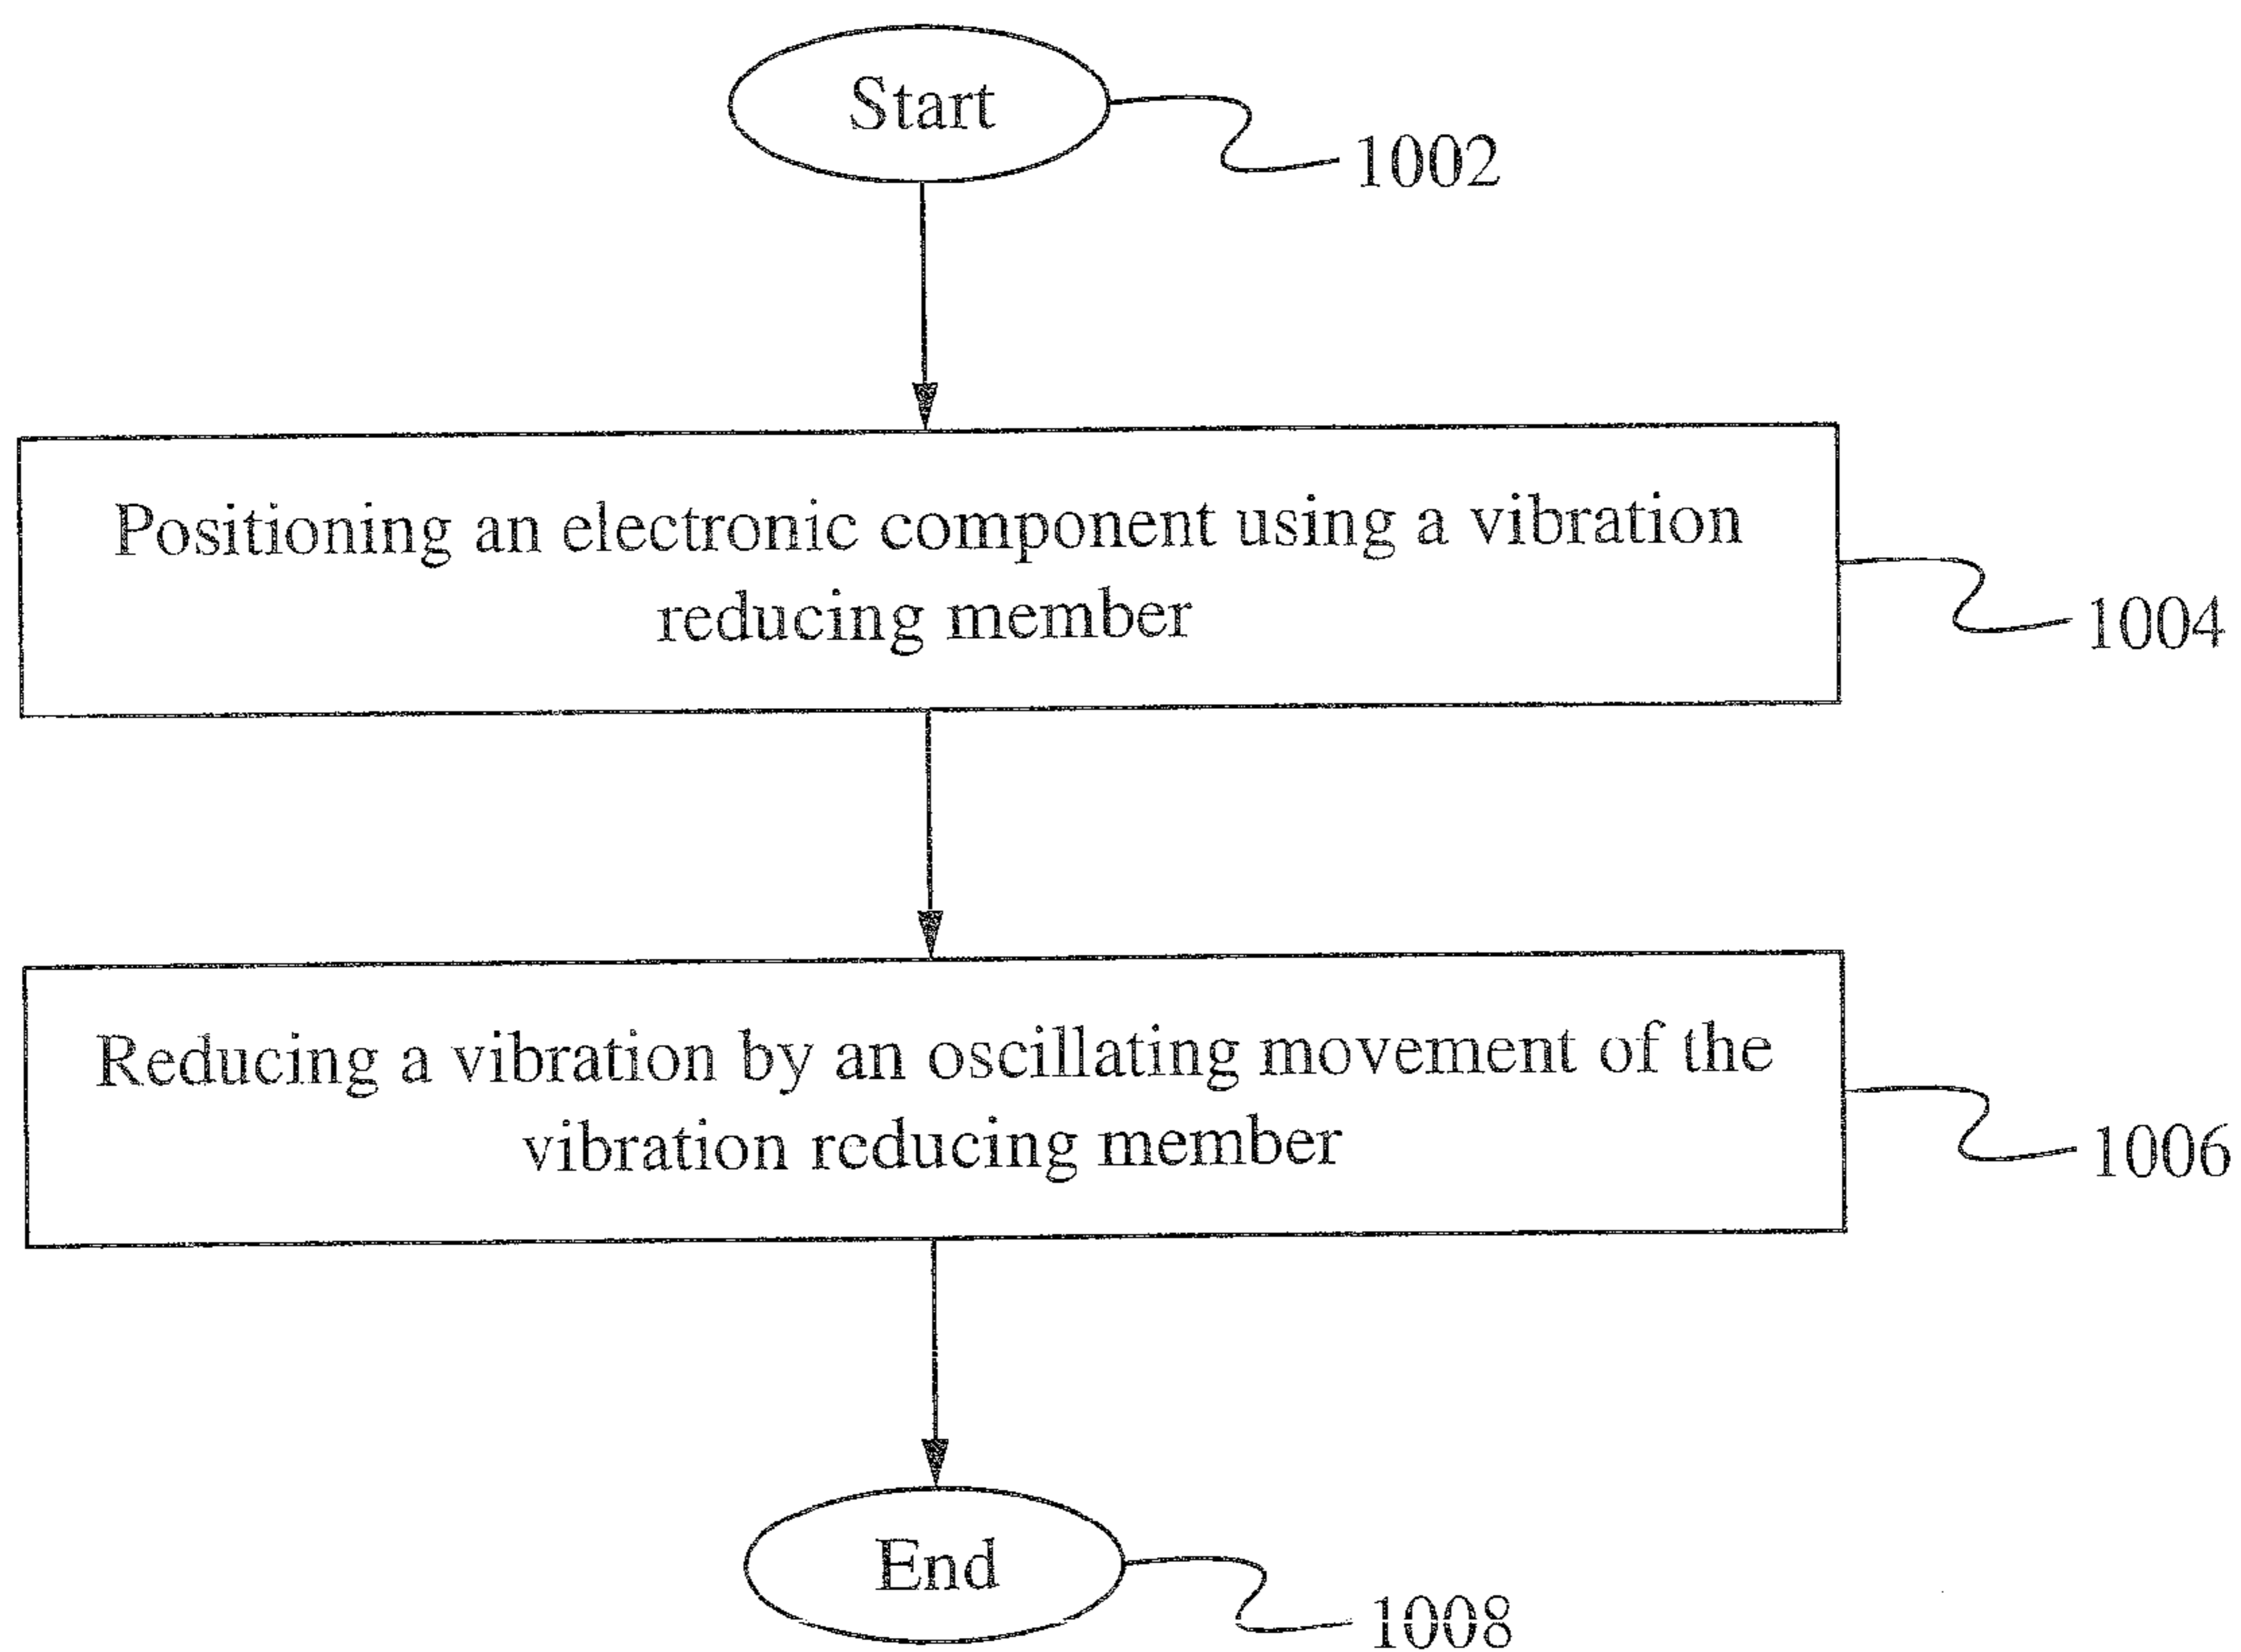 Start
1002
Positioning an electronic component using a vibration
reducing member
1004
Reducing a vibration by an oscillating movement of the
vibration reducing member
1006
End
1008